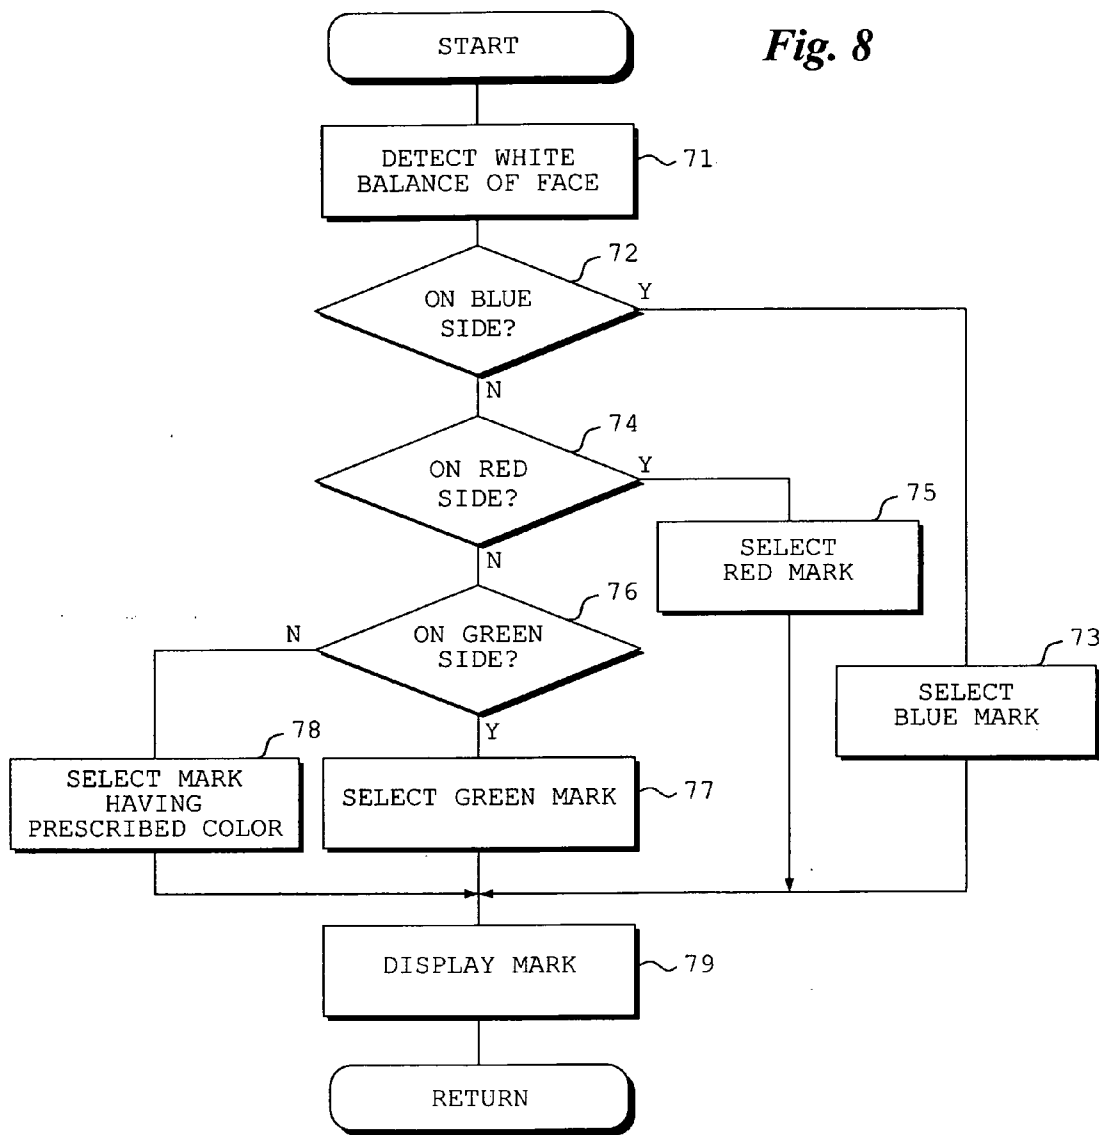 START
Fig. 8
DETECT WHITE
BALANCE OF FACE
71
72
ON BLUE
SIDE?
Y
N
74
ON RED
SIDE?
Y
N
75
SELECT
RED MARK
76
ON GREEN
SIDE?
N
Y
73
SELECT
BLUE MARK
78
SELECT MARK
HAVING
PRESCRIBED COLOR
SELECT GREEN MARK
77
DISPLAY MARK
79
RETURN